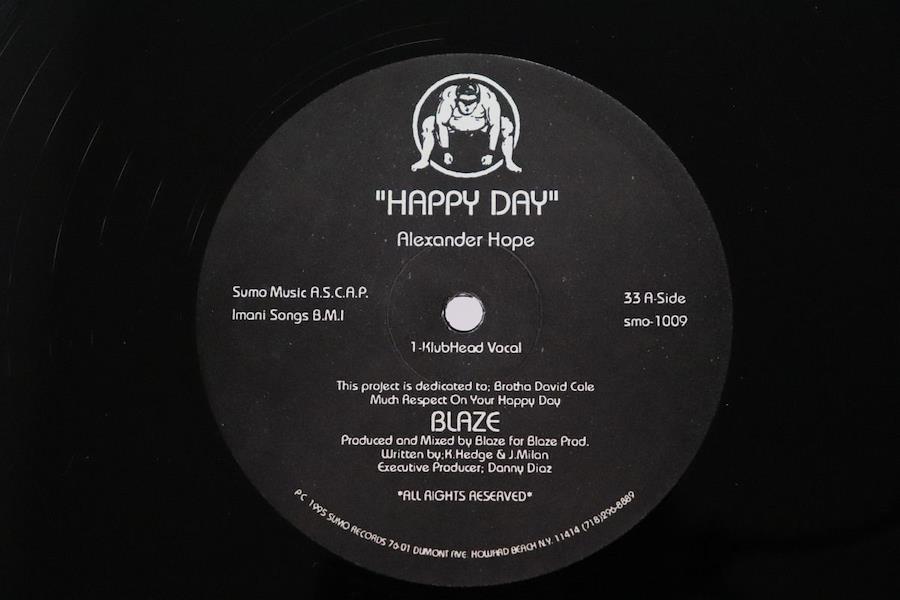 "HAPPY DAY"
Alexander Hope
Sumo Music A.S.C.A.P.
Imani Songs B.M.I
33 A-Side
smo-1009
1-KlubHead Vocal
This project is dedicated to; Brotha David Cole
Much Respect On Your Happy Day
BLAZE
Produced and Mixed by Blaze for Blaze Prod.
Written by;K.Hedge & J.Milan
Executive Producer; Danny Diaz
*ALL RIGHTS RESERVED*
PC 1995 SUMO RECORDS 76-01 DUMONT AVE. HOWARD BEACH N.Y. 11414 (718)296-8889